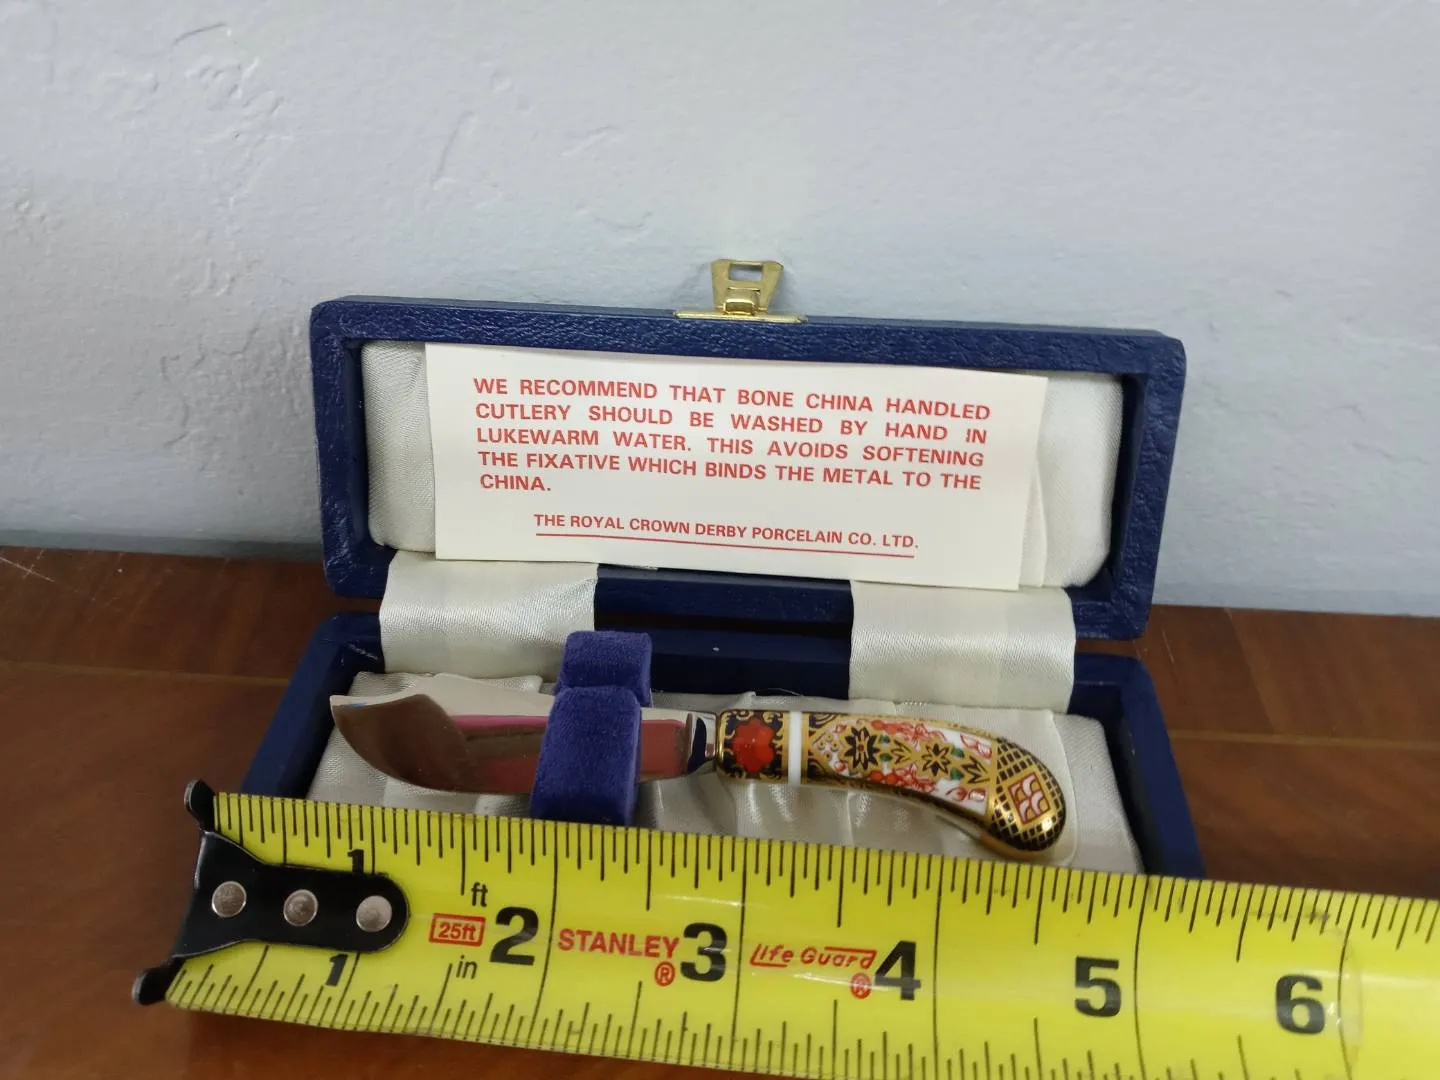 WE RECOMMEND THAT BONE CHINA HANDLED
CUTLERY SHOULD BE WASHED BY HAND IN
LUKEWARM WATER. THIS AVOIDS SOFTENING
THE FIXATIVE WHICH BINDS THE METAL TO THE
CHINA.
THE ROYAL CROWN DERBY PORCELAIN CO. LTD.
1
ft
25ft 2 STANLEY® 3 Life Guard® 4 5 6
in
1